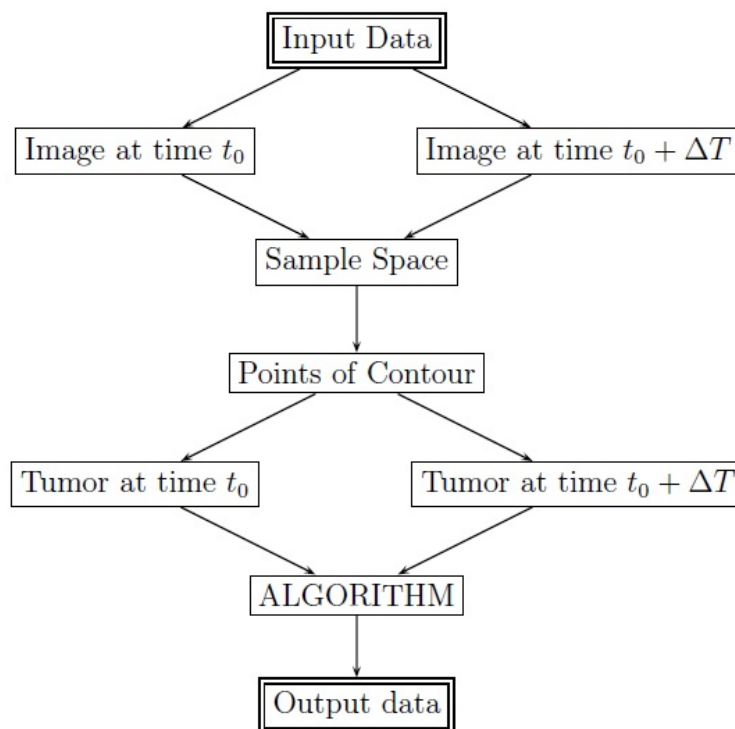 Input Data
Image at time t₀
Image at time t₀ + ΔT
Sample Space
Points of Contour
Tumor at time t₀
Tumor at time t₀ + ΔT
ALGORITHM
Output data